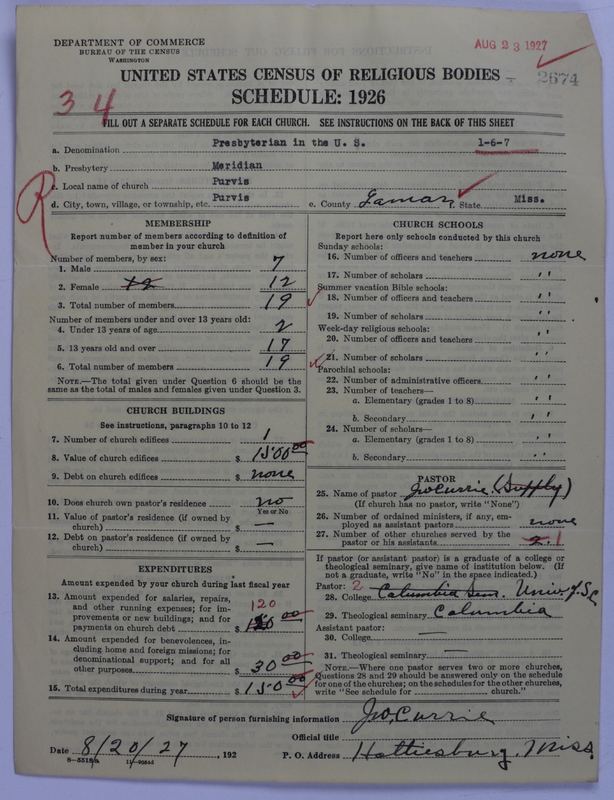 DEPARTMENT OF COMMERCE
BUREAU OF THE CENSUS
WASHINGTON
AUG 23 1927
UNITED STATES CENSUS OF RELIGIOUS BODIES
2674
SCHEDULE: 1926
3 4
FILL OUT A SEPARATE SCHEDULE FOR EACH CHURCH. SEE INSTRUCTIONS ON THE BACK OF THIS SHEET
a. Denomination Presbyterian in the U. S. 1-6-7
b. Presbytery Meridian
R
c. Local name of church Purvis
d. City, town, village, or township, etc. Purvis e. County Lamar f. State Miss.
MEMBERSHIP
Report number of members according to definition of
member in your church
Number of members, by sex:
1. Male 7
2. Female 12 12
3. Total number of members 19
Number of members under and over 13 years old:
4. Under 13 years of age 2
5. 13 years old and over 17
6. Total number of members 19
NOTE.—The total given under Question 6 should be the
same as the total of males and females given under Question 3.
CHURCH BUILDINGS
See instructions, paragraphs 10 to 12
7. Number of church edifices 1
8. Value of church edifices $ 1500 00
9. Debt on church edifices $ none
10. Does church own pastor's residence no
Yes or No
11. Value of pastor's residence (if owned by
church) $ —
12. Debt on pastor's residence (if owned by
church) $ —
EXPENDITURES
Amount expended by your church during last fiscal year
13. Amount expended for salaries, repairs,
and other running expenses; for im-
provements or new buildings; and for
payments on church debt $ 120 00
120
14. Amount expended for benevolences, in-
cluding home and foreign missions; for
denominational support; and for all
other purposes $ 30 00
15. Total expenditures during year $ 150 00
CHURCH SCHOOLS
Report here only schools conducted by this church
Sunday schools:
16. Number of officers and teachers none
17. Number of scholars ''
Summer vacation Bible schools:
18. Number of officers and teachers ''
19. Number of scholars ''
Week-day religious schools:
20. Number of officers and teachers ''
21. Number of scholars ''
Parochial schools:
22. Number of administrative officers ''
23. Number of teachers—
a. Elementary (grades 1 to 8) ''
b. Secondary ''
24. Number of scholars—
a. Elementary (grades 1 to 8) ''
b. Secondary ''
PASTOR
25. Name of pastor Jno Currie (Supply)
(If church has no pastor, write "None")
26. Number of ordained ministers, if any, em-
ployed as assistant pastors none
27. Number of other churches served by the
pastor or his assistants 2. 1
If pastor (or assistant pastor) is a graduate of a college or
theological seminary, give name of institution below. (If
not a graduate, write "No" in the space indicated.)
Pastor: 2
28. College Columbia Sem. Univ of SC
29. Theological seminary Columbia
Assistant pastor:
30. College —
31. Theological seminary —
NOTE.—Where one pastor serves two or more churches,
Questions 28 and 29 should be answered only on the schedule
for one of the churches; on the schedules for the other churches,
write "See schedule for church."
Signature of person furnishing information Jno. Currie
Official title
Date 8/20/27, 192 P. O. Address Hattiesburg, Miss.